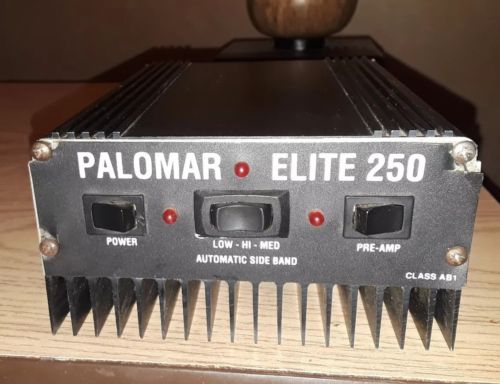 PALOMAR ELITE 250
POWER
LOW - HI - MED
PRE-AMP
AUTOMATIC SIDE BAND
CLASS AB1